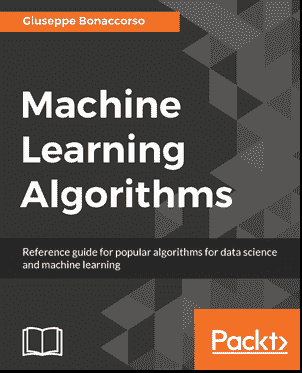 Giuseppe Bonaccorso
Machine
Learning
Algorithms
Reference guide for popular algorithms for data science
and machine learning
Packt>